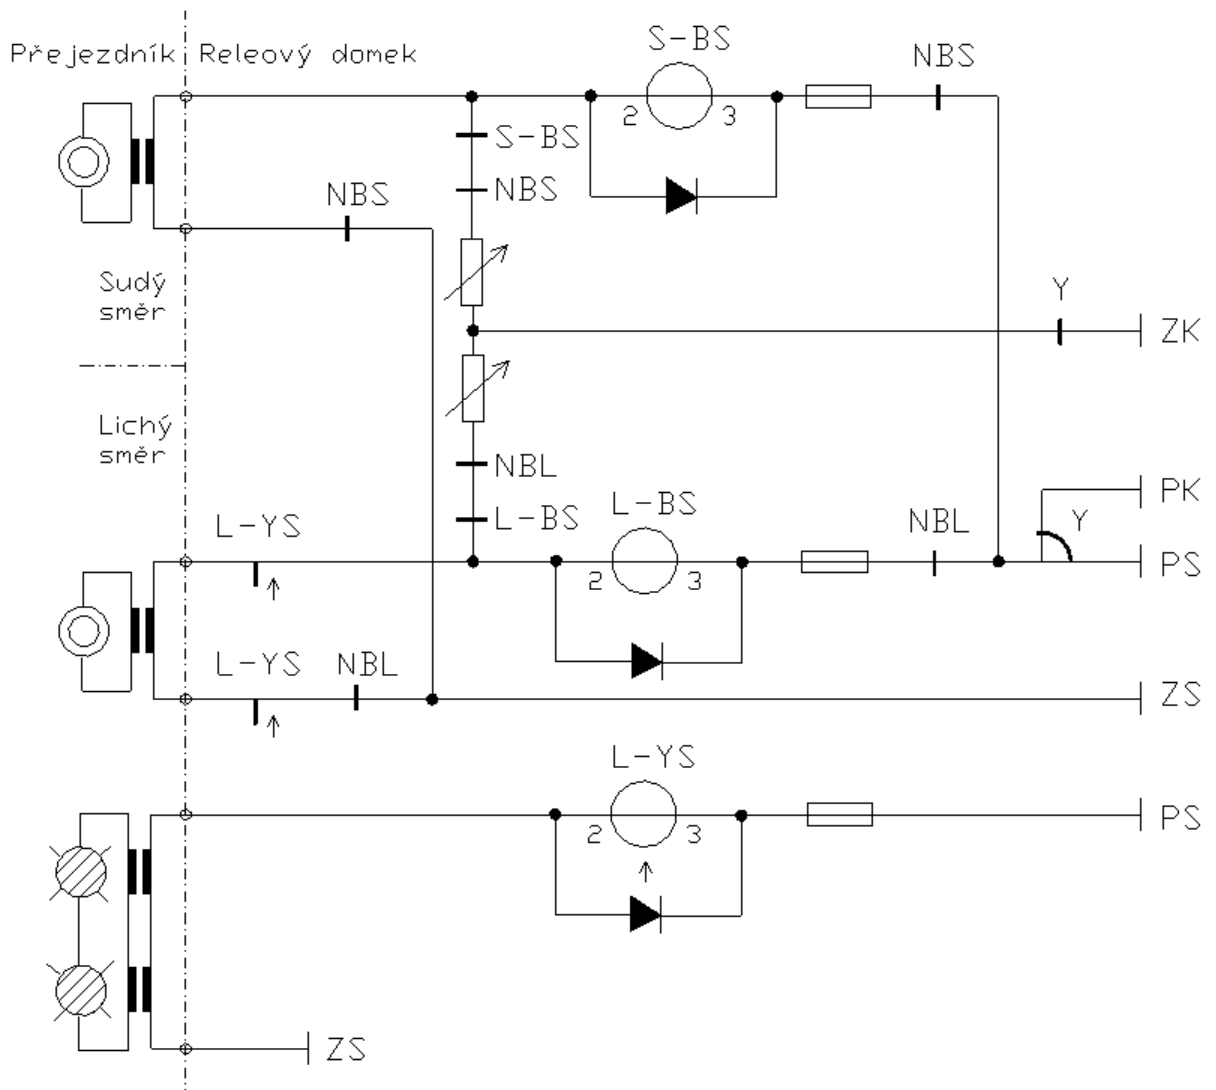 S-BS
Přejezdník Releový domek
NBS
2 3
S-BS
NBS
NBS
Sudý
směr
Y
ZK
Lichý
směr
NBL
PK
L-BS
L-YS
L-BS
NBL
Y
PS
2 3
L-YS
NBL
ZS
L-YS
PS
2 3
ZS